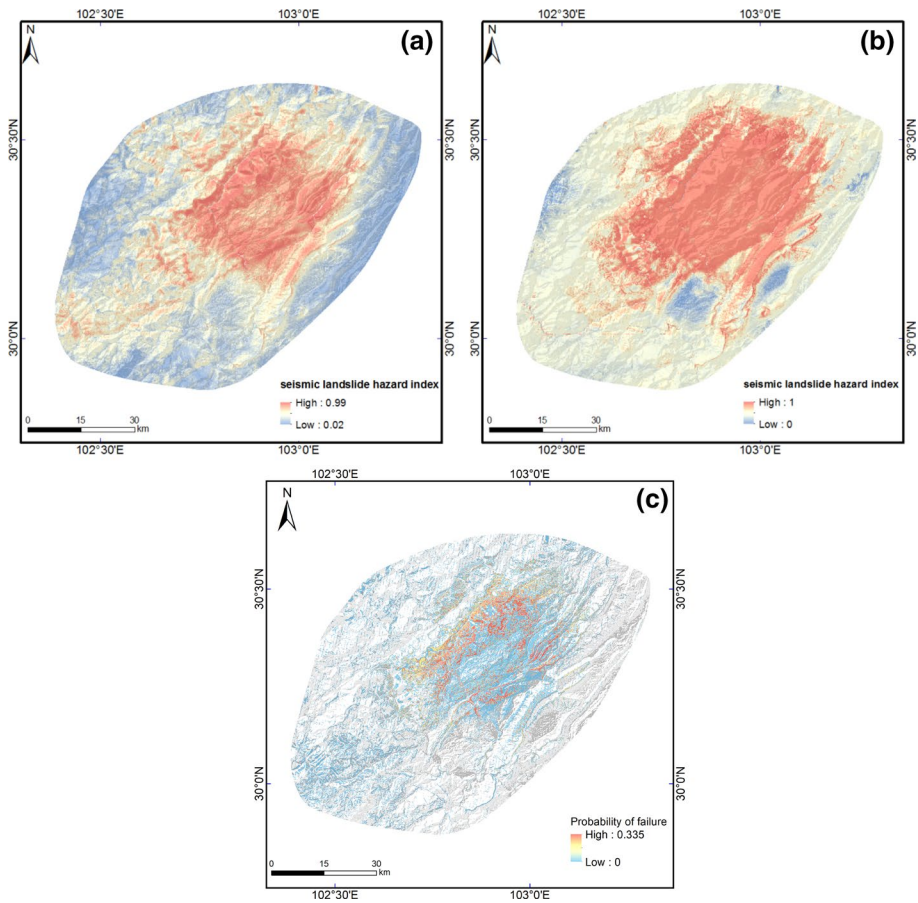 102°30'E 103°0'E
102°30'E 103°0'E
N
(a)
N
(b)
30°30'N
30°30'N
30°30'N
30°30'N
30°0'N
30°0'N
30°0'N
30°0'N
seismic landslide hazard index
High : 0.99
Low : 0.02
0 15 30
km
seismic landslide hazard index
High : 1
Low : 0
0 15 30
km
102°30'E 103°0'E
102°30'E 103°0'E
102°30'E 103°0'E
N
(c)
30°30'N
30°30'N
30°0'N
30°0'N
Probability of failure
High : 0.335
Low : 0
0 15 30
km
102°30'E 103°0'E